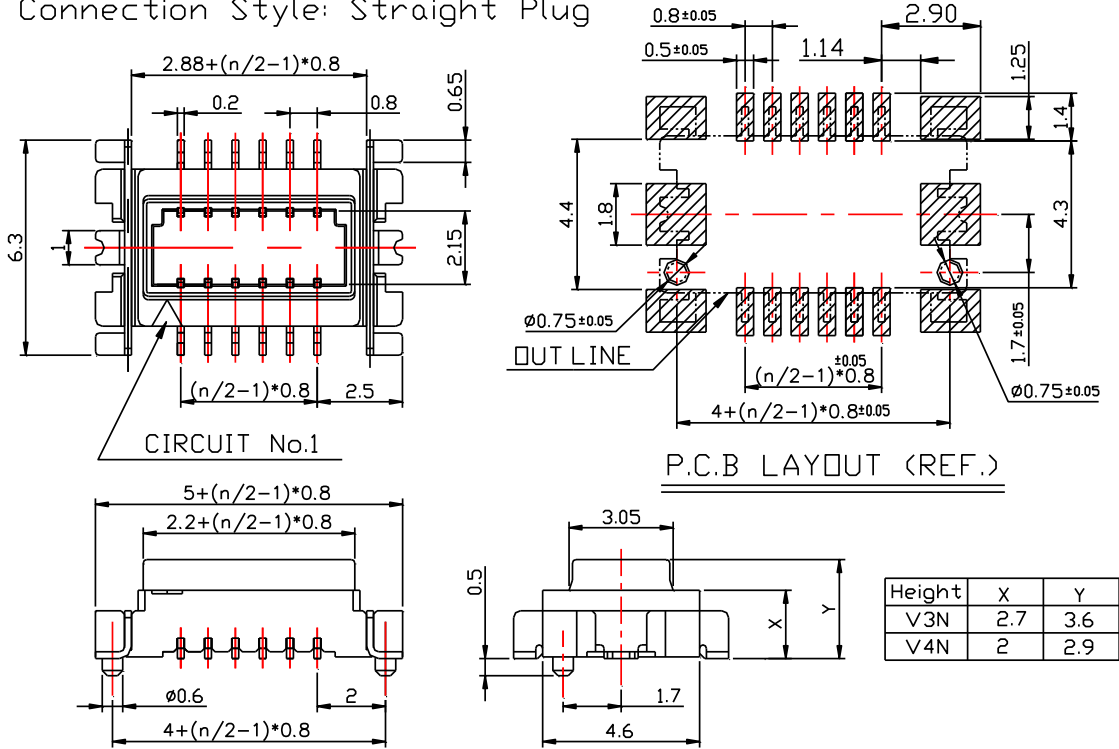 Connection Style: Straight Plug
2.88+(n/2-1)*0.8
0.2
0.8
0.65
6.3
1
2.15
(n/2-1)*0.8
2.5
CIRCUIT No.1
0.8±0.05
0.5±0.05
1.14
2.90
1.25
1.4
4.4
1.8
4.3
1.7±0.05
ø0.75±0.05
OUT LINE
±0.05
(n/2-1)*0.8
4+(n/2-1)*0.8±0.05
ø0.75±0.05
P.C.B LAYOUT (REF.)
5+(n/2-1)*0.8
2.2+(n/2-1)*0.8
ø0.6
2
4+(n/2-1)*0.8
3.05
0.5
X
Y
1.7
4.6
Height X Y
V3N 2.7 3.6
V4N 2 2.9